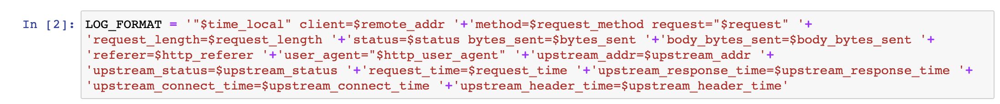 In [2]: LOG_FORMAT = '"$time_local" client=$remote_addr '+'method=$request_method request="$request" '+
'request_length=$request_length '+'status=$status bytes_sent=$bytes_sent '+'body_bytes_sent=$body_bytes_sent '+
'referer=$http_referer '+'user_agent="$http_user_agent" '+'upstream_addr=$upstream_addr '+
'upstream_status=$upstream_status '+'request_time=$request_time '+'upstream_response_time=$upstream_response_time '+
'upstream_connect_time=$upstream_connect_time '+'upstream_header_time=$upstream_header_time'